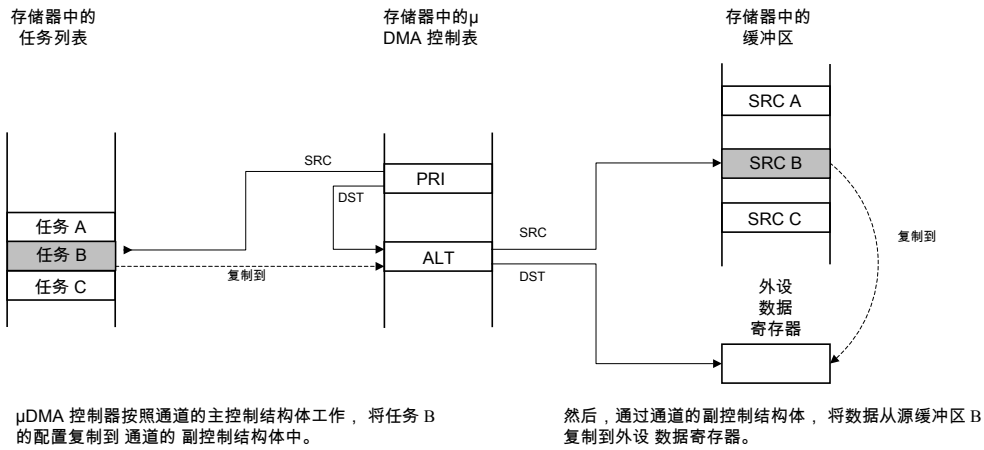 存储器中的
任务列表
存储器中的μ
DMA 控制表
存储器中的
缓冲区
SRC A
SRC B
SRC C
SRC
PRI
DST
任务 A
任务 B
任务 C
复制到
ALT
SRC
DST
复制到
外设
数据
寄存器
μDMA 控制器按照通道的主控制结构体工作， 将任务 B
的配置复制到 通道的 副控制结构体中。
然后，通过通道的副控制结构体， 将数据从源缓冲区 B
复制到外设 数据寄存器。